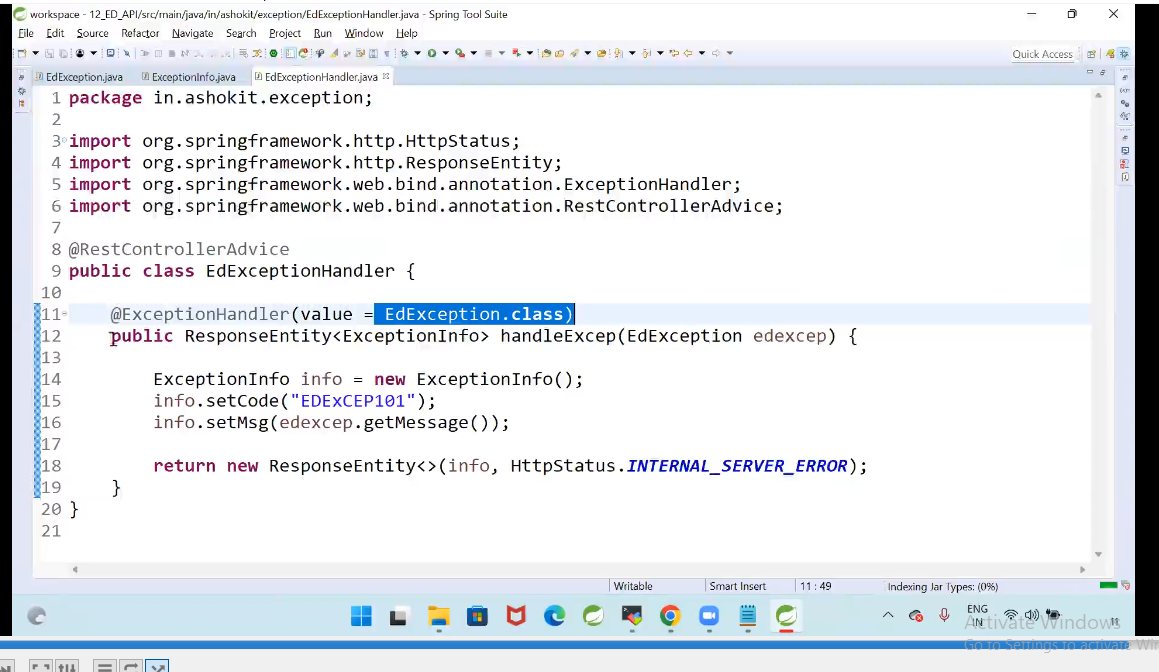 workspace - 12_ED_API/src/main/java/in/ashokit/exception/EdExceptionHandler.java - Spring Tool Suite
File Edit Source Refactor Navigate Search Project Run Window Help
Quick Access
EdException.java ExceptionInfo.java EdExceptionHandler.java
1 package in.ashokit.exception;
2
3 import org.springframework.http.HttpStatus;
4 import org.springframework.http.ResponseEntity;
5 import org.springframework.web.bind.annotation.ExceptionHandler;
6 import org.springframework.web.bind.annotation.RestControllerAdvice;
7
8 @RestControllerAdvice
9 public class EdExceptionHandler {
10
11 @ExceptionHandler(value = EdException.class)
12 public ResponseEntity<ExceptionInfo> handleExcep(EdException edexcep) {
13
14 ExceptionInfo info = new ExceptionInfo();
15 info.setCode("EDExCEP101");
16 info.setMsg(edexcep.getMessage());
17
18 return new ResponseEntity<>(info, HttpStatus.INTERNAL_SERVER_ERROR);
19 }
20 }
21
Writable Smart Insert 11 : 49 Indexing Jar Types: (0%)
ENG
IN
Activate Windows
Go to Settings to activate Win